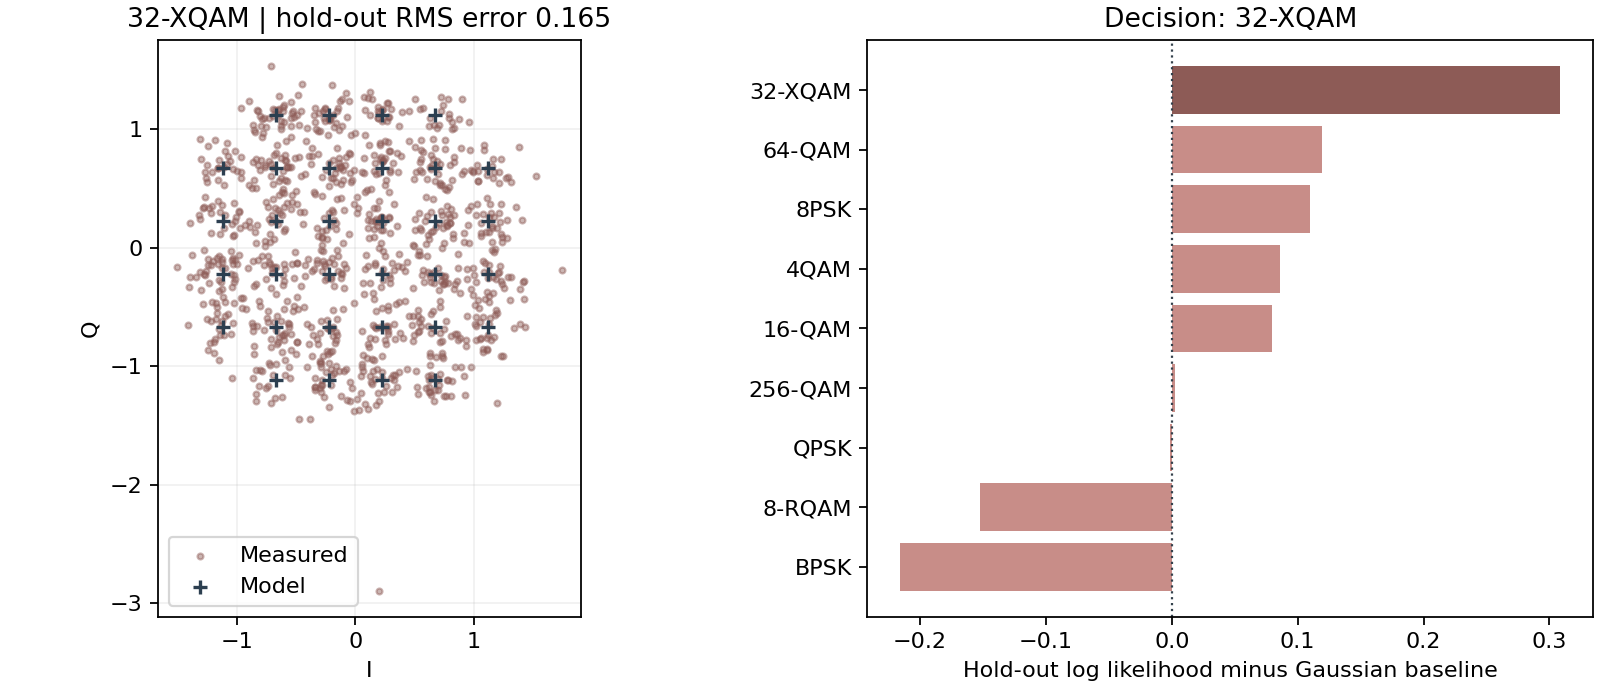 32-XQAM | hold-out RMS error 0.165
1
0
−1
−2
−3
Q
−1
0
1
I
Measured
Model
Decision: 32-XQAM
32-XQAM
64-QAM
8PSK
4QAM
16-QAM
256-QAM
QPSK
8-RQAM
BPSK
−0.2
−0.1
0.0
0.1
0.2
0.3
Hold-out log likelihood minus Gaussian baseline